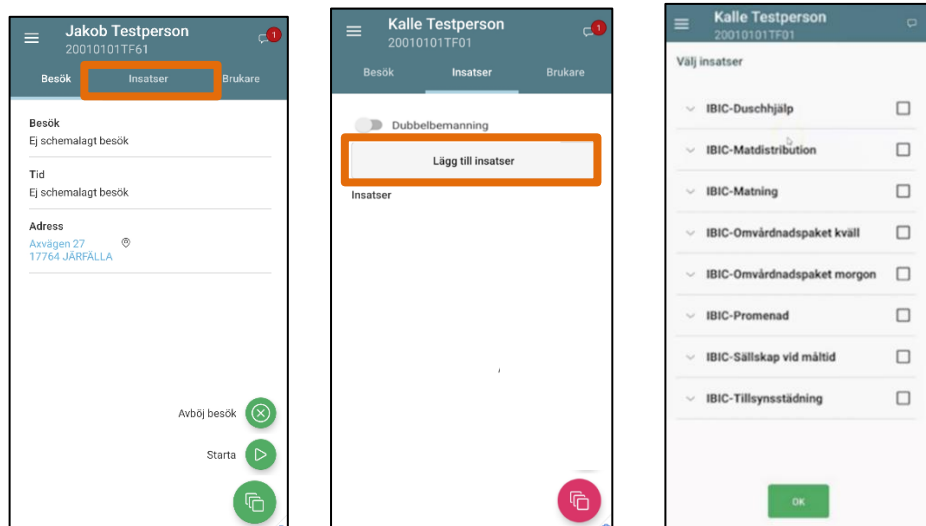 Jakob Testperson
20010101TF61
1
Besök Insatser Brukare
Besök
Ej schemalagt besök
Tid
Ej schemalagt besök
Adress
Axvägen 27
17764 JÄRFÄLLA
Avböj besök
Starta
Kalle Testperson
20010101TF01
1
Besök Insatser Brukare
Dubbelbemanning
Lägg till insatser
Insatser
Kalle Testperson
20010101TF01
Välj insatser
IBIC-Duschhjälp
IBIC-Matdistribution
IBIC-Matning
IBIC-Omvårdnadspaket kväll
IBIC-Omvårdnadspaket morgon
IBIC-Promenad
IBIC-Sällskap vid måltid
IBIC-Tillsynsstädning
OK